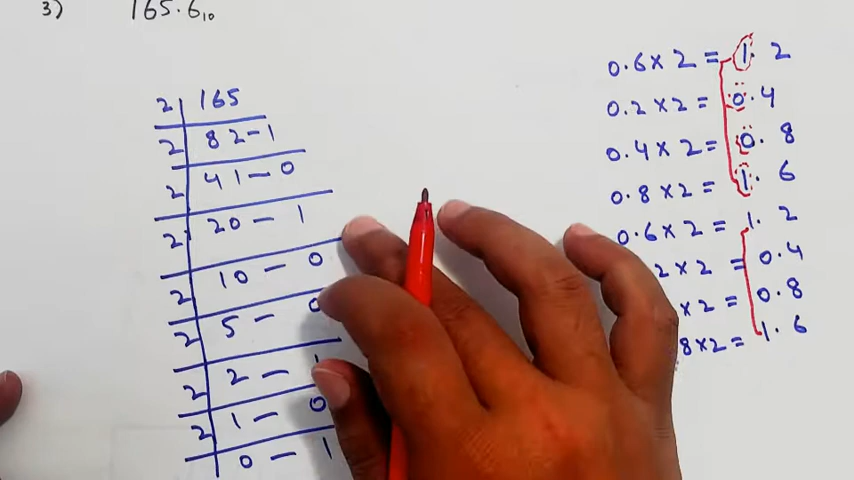 3) 165.6₁₀
2 | 165
2 | 82-1
2 | 41-0
2 | 20-1
2 | 10-0
2 | 5-0
2 | 2-1
2 | 1-0
0-1
0.6×2=1.2
0.2×2=0.4
0.4×2=0.8
0.8×2=1.6
0.6×2=1.2
2×2=0.4
×2=0.8
8×2=1.6